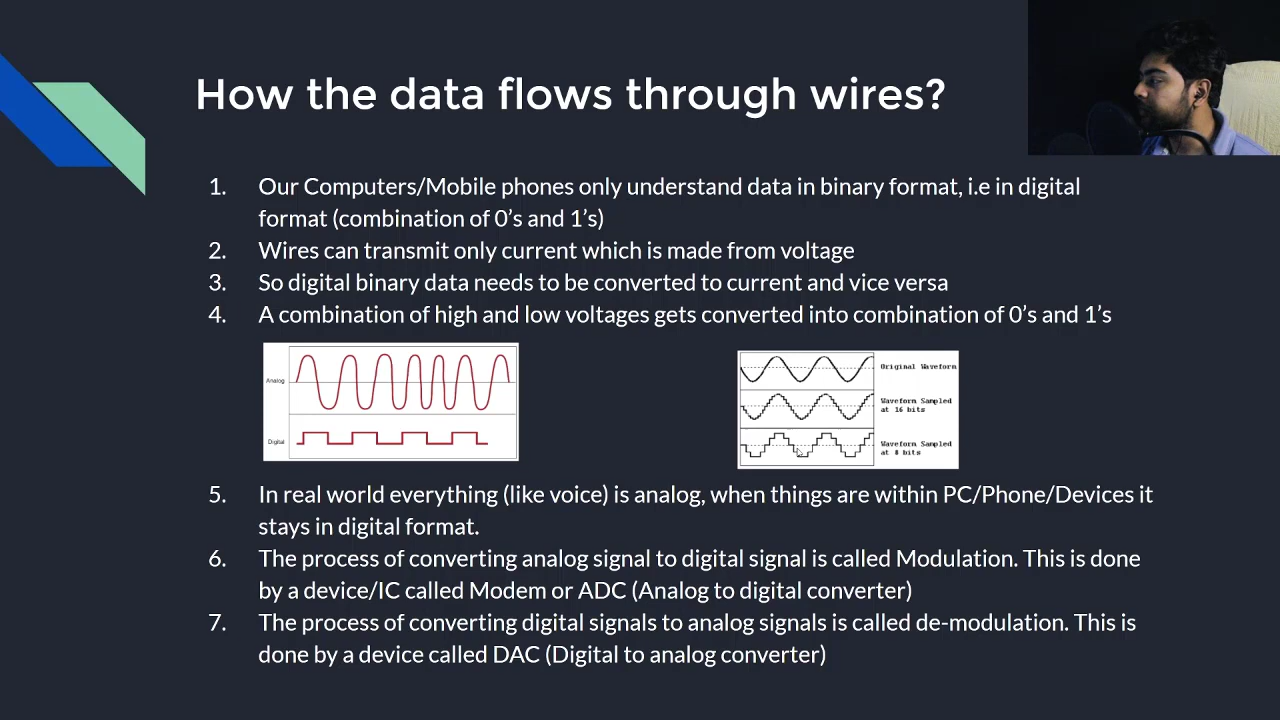 How the data flows through wires?
1. Our Computers/Mobile phones only understand data in binary format, i.e in digital
format (combination of 0's and 1's)
2. Wires can transmit only current which is made from voltage
3. So digital binary data needs to be converted to current and vice versa
4. A combination of high and low voltages gets converted into combination of 0's and 1's
Analog
Digital
Original Waveform
Waveform Sampled
at 16 bits
Waveform Sampled
at 8 bits
5. In real world everything (like voice) is analog, when things are within PC/Phone/Devices it
stays in digital format.
6. The process of converting analog signal to digital signal is called Modulation. This is done
by a device/IC called Modem or ADC (Analog to digital converter)
7. The process of converting digital signals to analog signals is called de-modulation. This is
done by a device called DAC (Digital to analog converter)